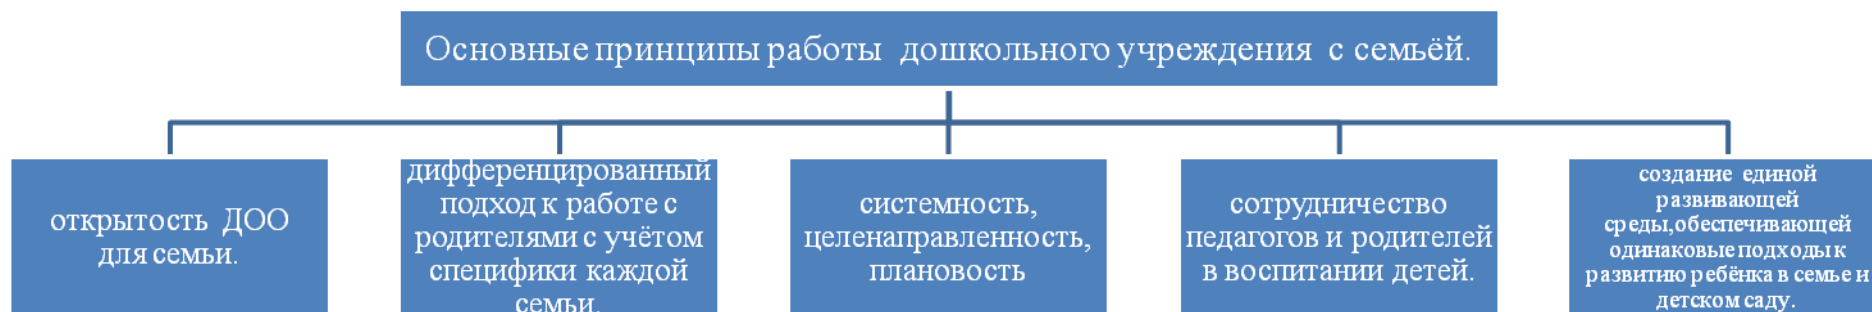 Основные принципы работы дошкольного учреждения с семьёй.
открытость ДОО
для семьи.
дифференцированный
подход к работе с
родителями с учётом
специфики каждой
семьи.
системность,
целенаправленность,
плановость
сотрудничество
педагогов и родителей
в воспитании детей.
создание единой
развивающей
среды,обеспечивающей
одинаковые подходы к
развитию ребёнка в семье и
детском саду.